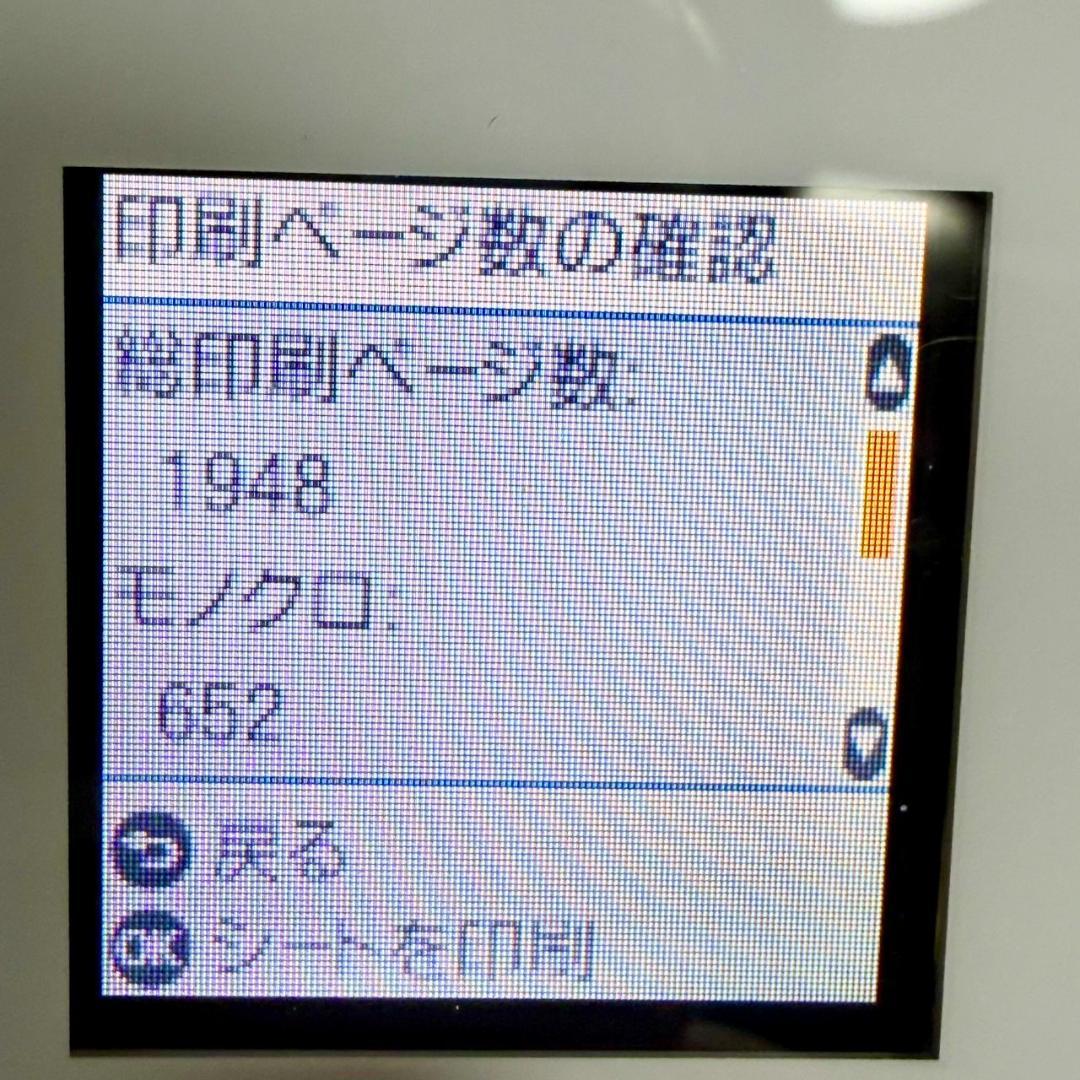 印刷ページ数の確認
総印刷ページ数:
1948
モノクロ:
652
戻る
OK シートを印刷